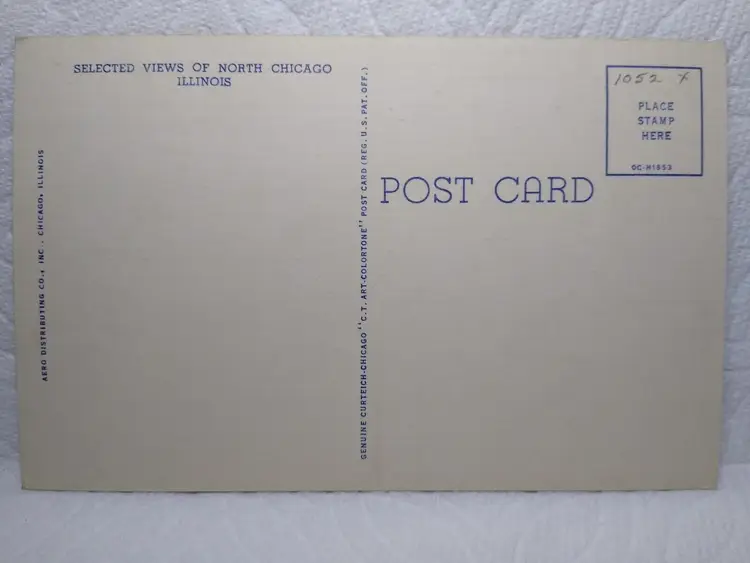 SELECTED VIEWS OF NORTH CHICAGO
ILLINOIS
AERO DISTRIBUTING CO., INC., CHICAGO, ILLINOIS
GENUINE CURTEICH-CHICAGO "C.T. ART-COLORTONE" POST CARD (REG. U.S. PAT. OFF.)
POST CARD
1052 X
PLACE
STAMP
HERE
OC-H1653